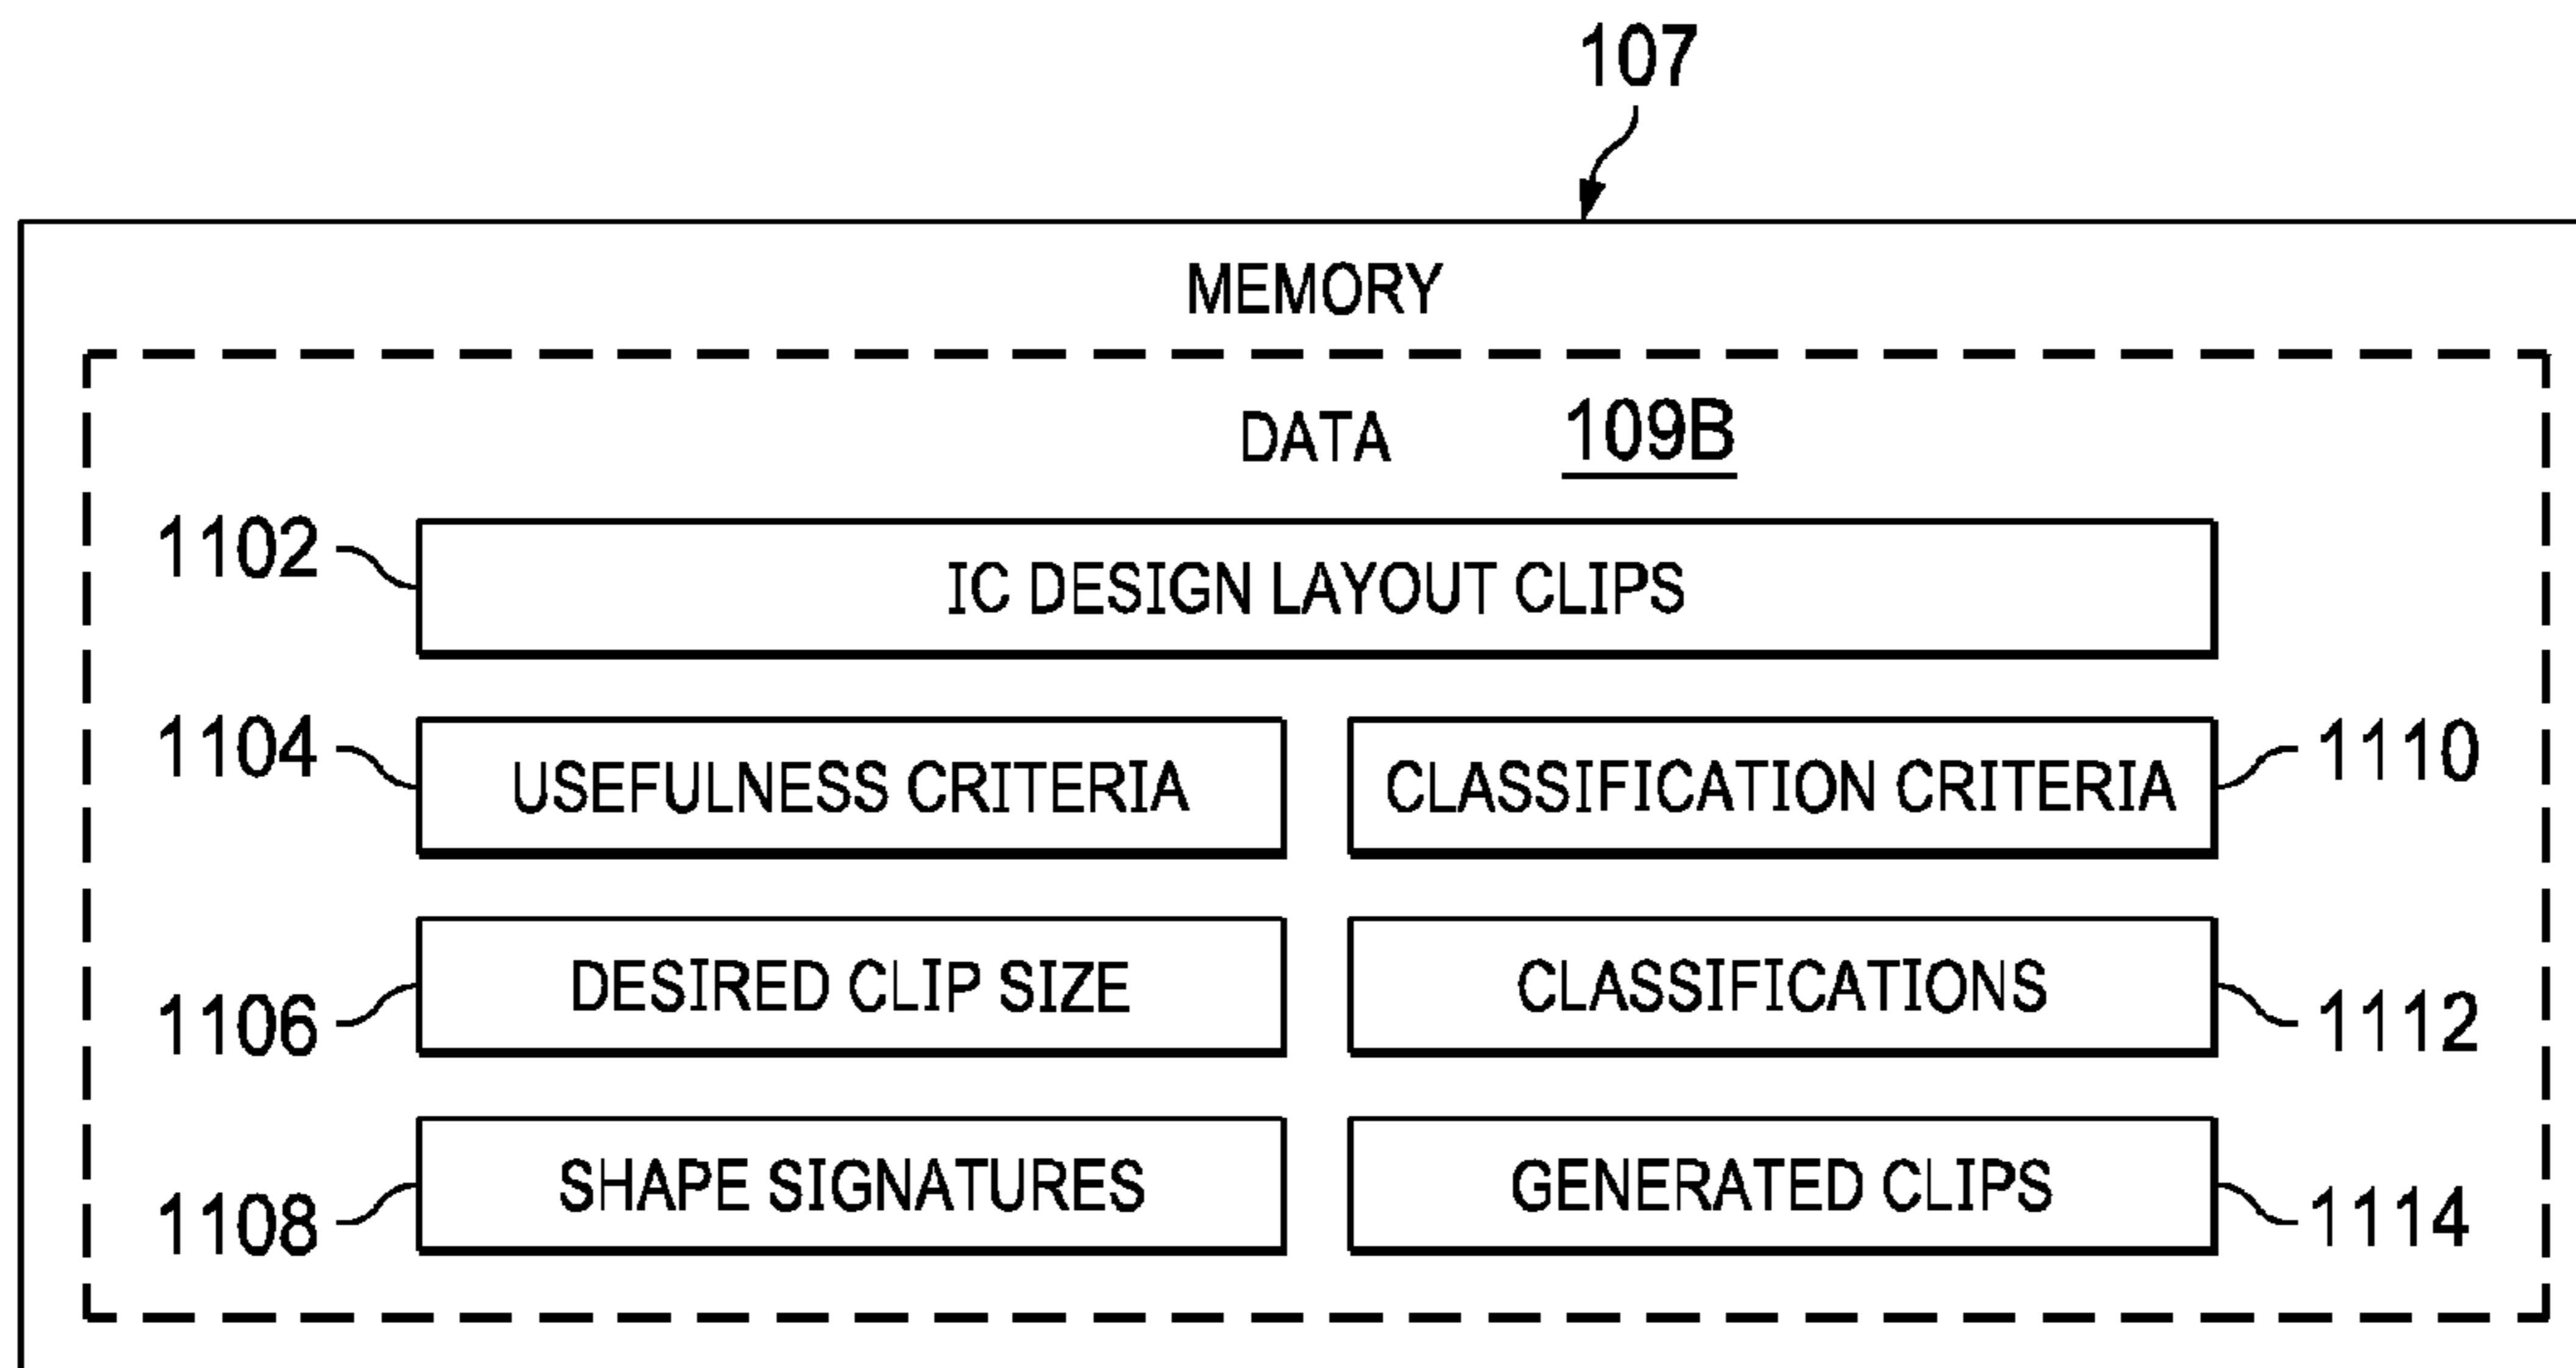 107
MEMORY
DATA 109B
1102 IC DESIGN LAYOUT CLIPS
1104 USEFULNESS CRITERIA CLASSIFICATION CRITERIA 1110
1106 DESIRED CLIP SIZE CLASSIFICATIONS 1112
1108 SHAPE SIGNATURES GENERATED CLIPS 1114